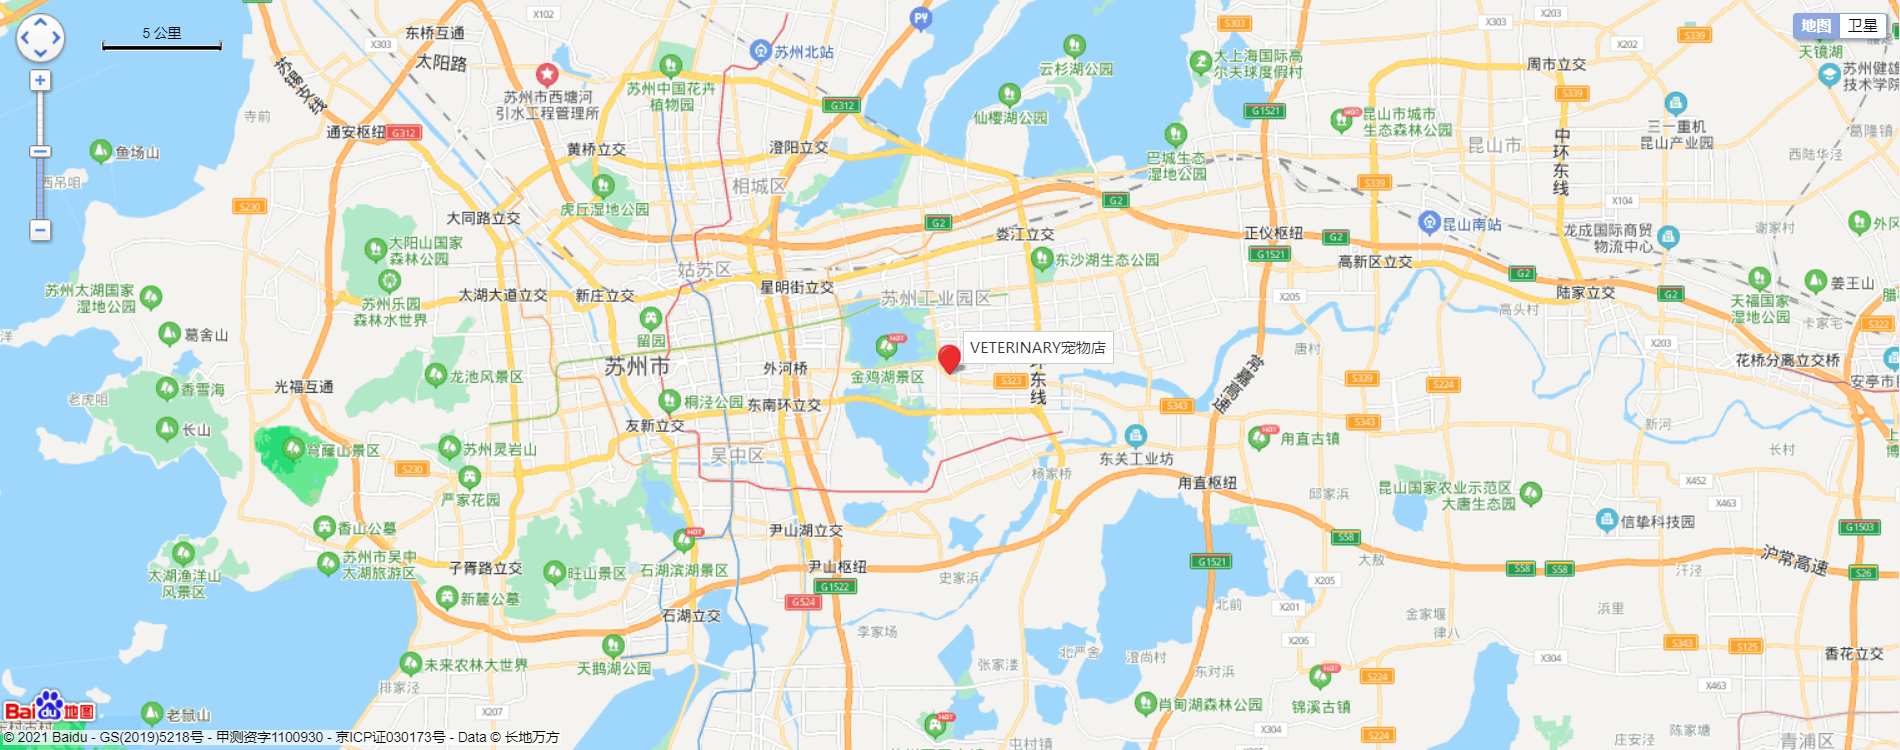 X102
X203
X303
东桥互通
太阳路
5 公里
苏锡支线
苏州北站
S303
X303
X202
S339
地图
卫星
天镜湖
云杉湖公园
大上海国际高
尔夫球度假村
周市立交
苏州健雄
技术学院
苏州市西塘河
引水工程管理所
苏州中国花卉
植物园
G312
仙樱湖公园
G1521
昆山市城市
生态森林公园
S339
三一重机
昆山产业园
寺前
通安枢纽
G312
黄桥立交
澄阳立交
巴城生态
湿地公园
昆山市
中环东线
葛隆镇
西陆华泾
鱼场山
西吊咀
相城区
S339
S230
大同路立交
虎丘湿地公园
G2
G2
X104
昆山南站
龙成国际商贸
物流中心
谢家村
外冈
大阳山国家
森林公园
娄江立交
正仪枢纽
G2
G1521
高新区立交
东沙湖生态公园
G2
姑苏区
苏州太湖国家
湿地公园
苏州乐园
森林水世界
太湖大道立交
新庄立交
星明街立交
苏州工业园区
X205
陆家立交
G2
天福国家
湿地公园
姜王山
高头村
卡家宅
S322
葛舍山
留园
HOT
金鸡湖景区
VETERINARY宠物店
环东线
唐村
X203
花桥分离立交桥
苏州市
外河桥
龙池风景区
香雪海
光福互通
老虎咀
S323
常嘉高速
S339
S224
安亭市
桐泾公园
东南环立交
S343
S343
友新立交
长山
HOT
甪直古镇
新河
长村
穹窿山景区
苏州灵岩山
吴中区
东关工业坊
S230
杨家桥
甪直枢纽
严家花园
邱家浜
昆山国家农业示范区
大唐生态园
X452
X463
香山公墓
尹山湖立交
信挚科技园
G1503
HOT
S58
苏州市吴中
太湖旅游区
子胥路立交
旺山景区
石湖滨湖景区
尹山枢纽
G1522
史家浜
G1521
大敖
S58
S58
沪常高速
汙泾
S26
太湖渔洋山
风景区
X205
新麓公墓
G524
石湖立交
北前
X201
金家堰
浜里
李家场
X206
律八
S343
S125
香花立交
未来农林大世界
天鹅湖公园
张家溇
北严舍
澄尚村
东对浜
X304
排家泾
HOT
S224
X463
肖甸湖森林公园
锦溪古镇
老鼠山
X207
HOT
X304
S224
屯村
庄安泾
陈家塘
青浦区
Bai du 地图
© 2021 Baidu - GS(2019)5218号 - 甲测资字1100930 - 京ICP证030173号 - Data © 长地万方